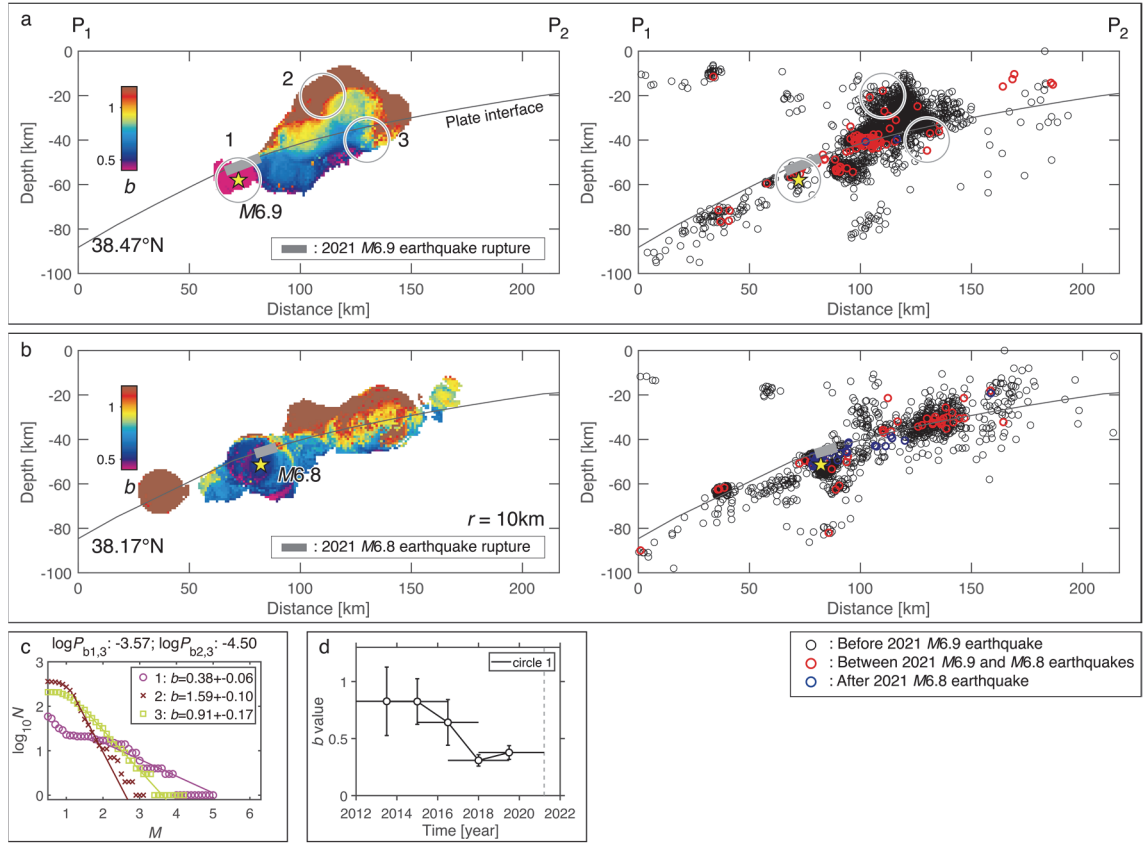 a
P1 P2 P1 P2
0
-20
-40
-60
-80
-100
Depth [km]
1
0.5
b
1
2
3
M6.9
Plate interface
38.47°N
: 2021 M6.9 earthquake rupture
0 50 100 150 200
Distance [km]
0
-20
-40
-60
-80
-100
Depth [km]
0 50 100 150 200
Distance [km]
b
0
-20
-40
-60
-80
-100
Depth [km]
1
0.5
b
M6.8
r = 10km
38.17°N
: 2021 M6.8 earthquake rupture
0 50 100 150 200
Distance [km]
0
-20
-40
-60
-80
-100
Depth [km]
0 50 100 150 200
Distance [km]
c
logPb1,3: -3.57; logPb2,3: -4.50
3
2
1
0
log10N
1: b=0.38+-0.06
2: b=1.59+-0.10
3: b=0.91+-0.17
1 2 3 4 5 6
M
d
circle 1
1
0.5
0
b value
2012 2014 2016 2018 2020 2022
Time [year]
: Before 2021 M6.9 earthquake
: Between 2021 M6.9 and M6.8 earthquakes
: After 2021 M6.8 earthquake